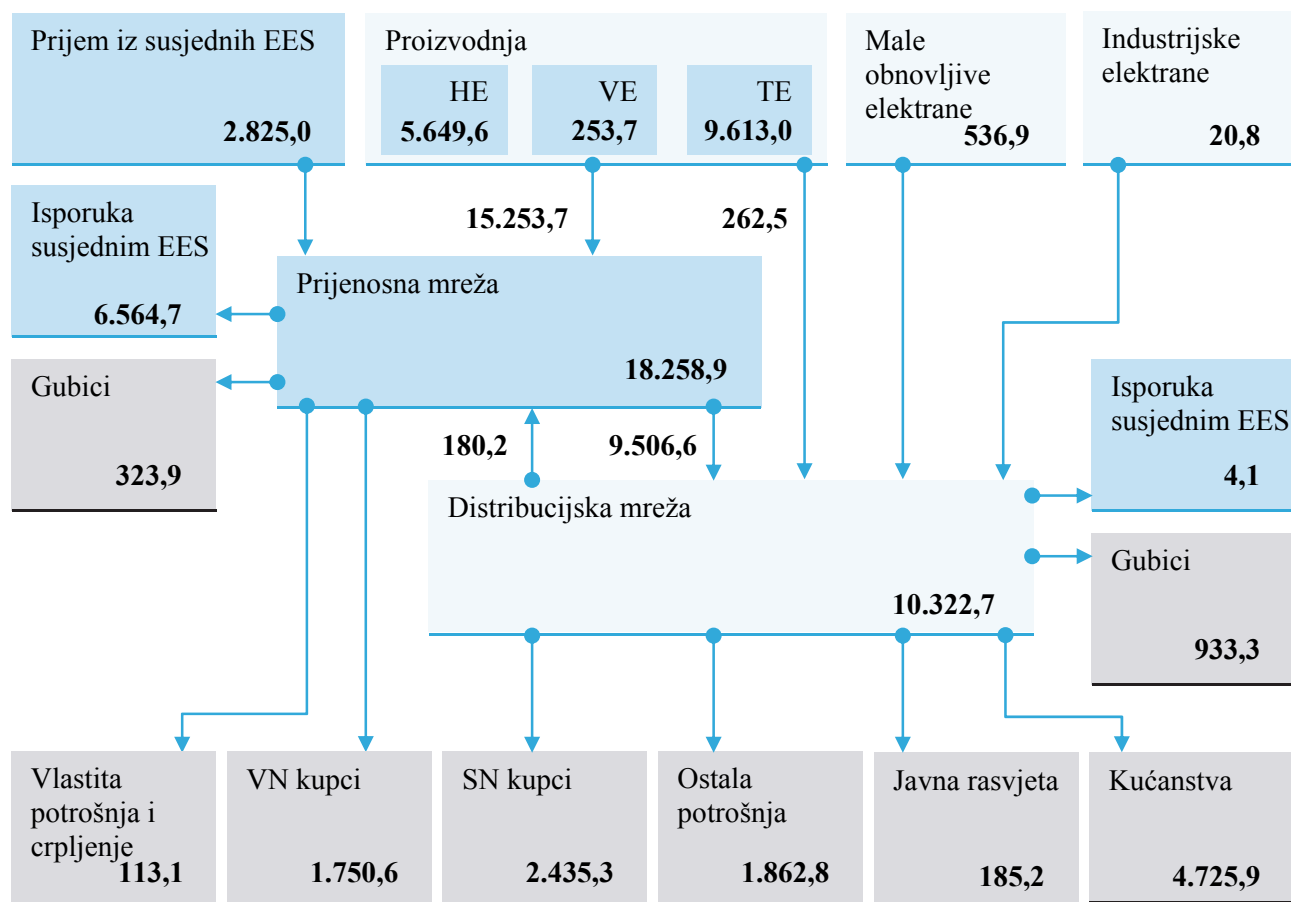 Prijem iz susjednih EES
2.825,0
Proizvodnja
HE
5.649,6
VE
253,7
TE
9.613,0
Male
obnovljive
elektrane
536,9
Industrijske
elektrane
20,8
15.253,7
262,5
Isporuka
susjednim EES
6.564,7
Prijenosna mreža
18.258,9
Gubici
323,9
180,2
9.506,6
Isporuka
susjednim EES
4,1
Distribucijska mreža
10.322,7
Gubici
933,3
Vlastita
potrošnja i
crpljenje
113,1
VN kupci
1.750,6
SN kupci
2.435,3
Ostala
potrošnja
1.862,8
Javna rasvjeta
185,2
Kućanstva
4.725,9